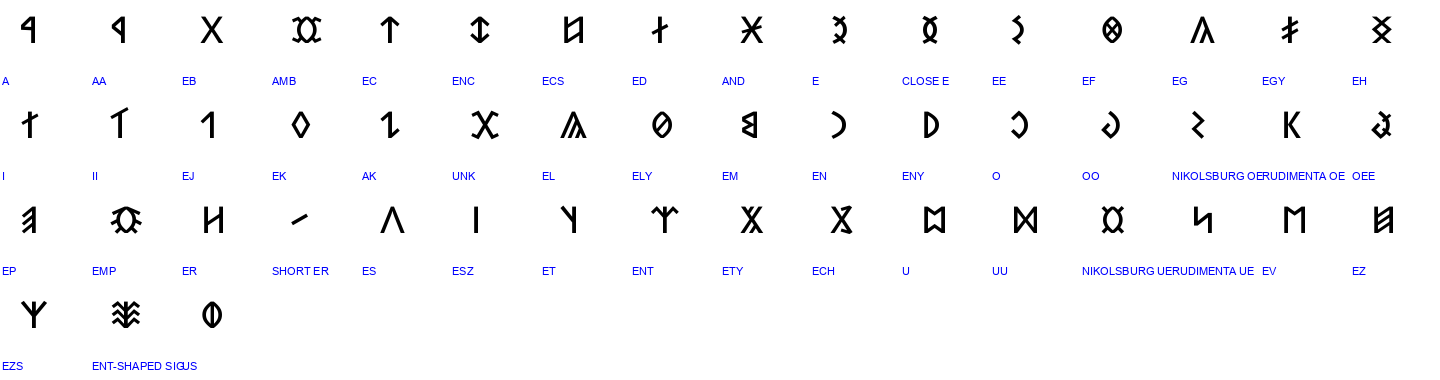 𐲀 𐲁 𐲂 𐲃 𐲄 𐲅 𐲆 𐲇 𐲈 𐲉 𐲊 𐲋 𐲌 𐲍 𐲎 𐲏
A AA EB AMB EC ENC ECS ED AND E CLOSE E EE EF EG EGY EH
𐲐 𐲑 𐲒 𐲓 𐲔 𐲕 𐲖 𐲗 𐲘 𐲙 𐲚 𐲛 𐲜 𐲝 𐲞 𐲟
I II EJ EK AK UNK EL ELY EM EN ENY O OO NIKOLSBURG OE RUDIMENTA OE OEE
𐲠 𐲡 𐲢 𐲣 𐲤 𐲥 𐲦 𐲧 𐲨 𐲩 𐲪 𐲫 𐲬 𐲭 𐲮 𐲯
EP EMP ER SHORT ER ES ESZ ET ENT ETY ECH U UU NIKOLSBURG UE RUDIMENTA UE EV EZ
𐲰 𐲱 𐲲
EZS ENT-SHAPED SIG US